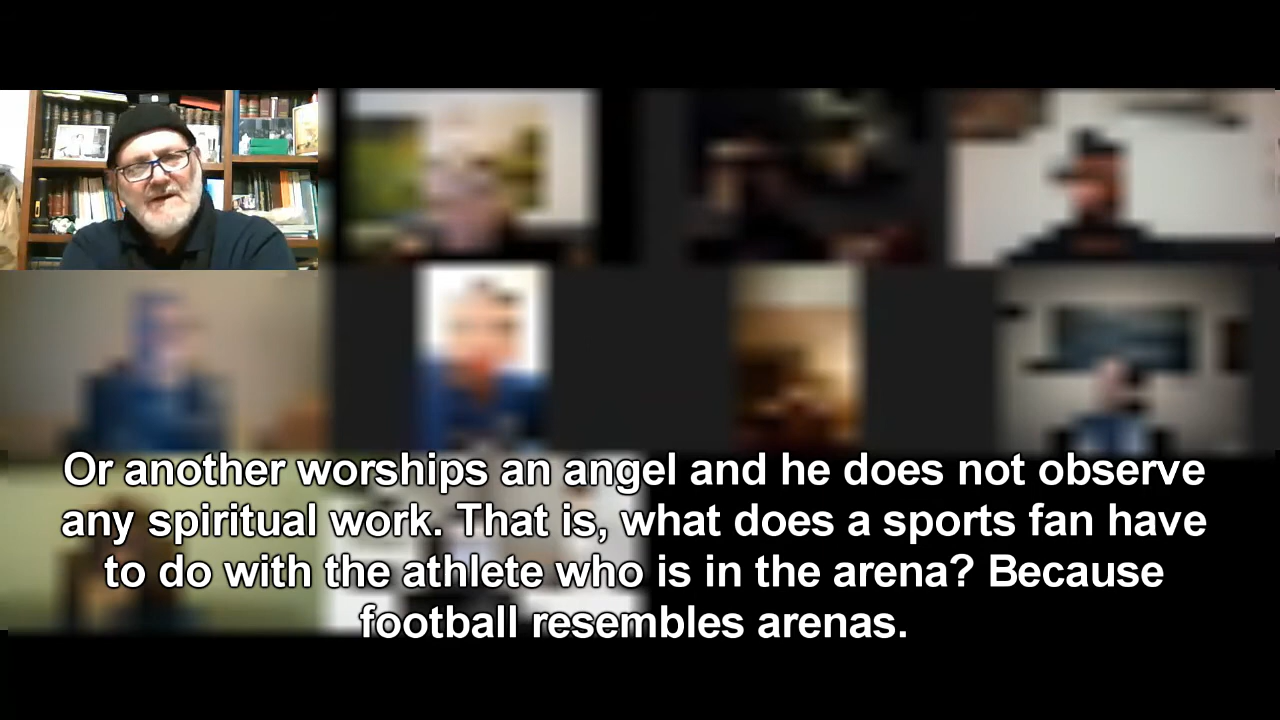 Or another worships an angel and he does not observe
any spiritual work. That is, what does a sports fan have
to do with the athlete who is in the arena? Because
football resembles arenas.